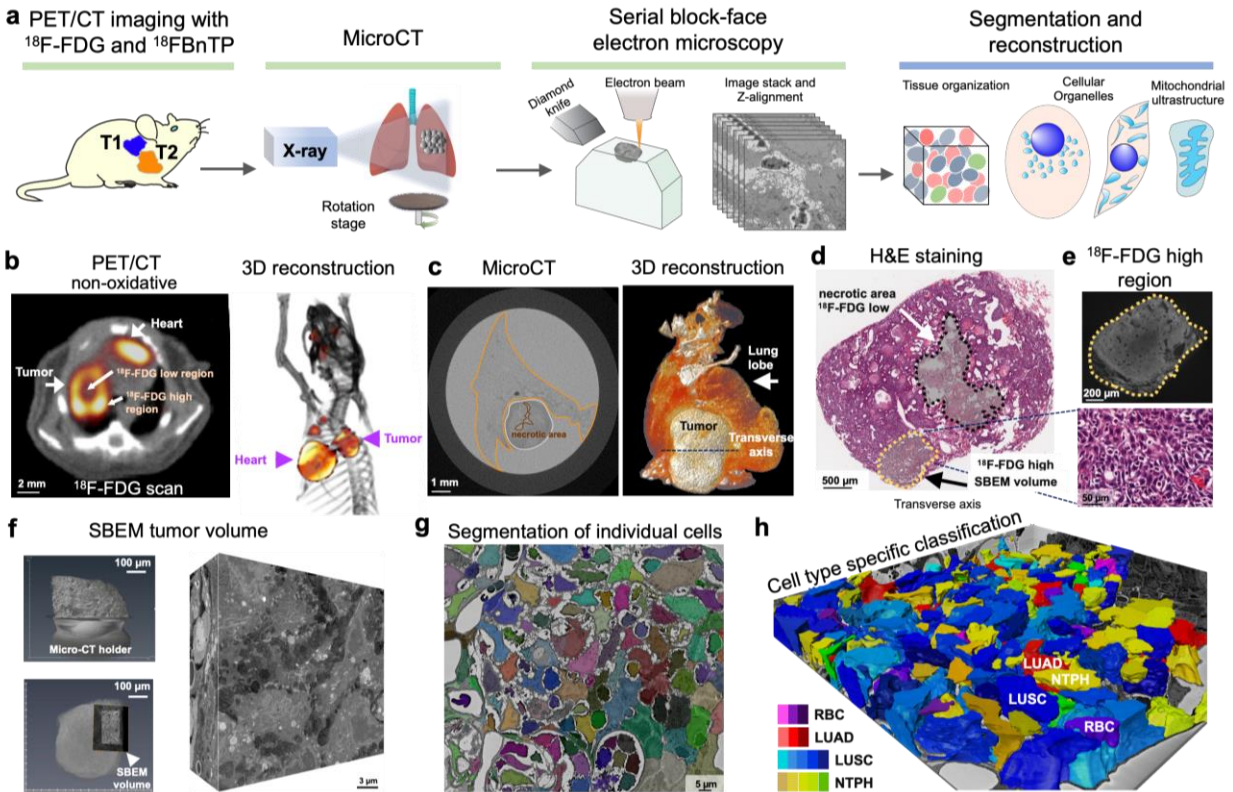 a
PET/CT imaging with
¹⁸F-FDG and ¹⁸FBnTP
MicroCT
Serial block-face
electron microscopy
Segmentation and
reconstruction
T1
T2
X-ray
Rotation
stage
Diamond
knife
Electron beam
Image stack and
Z-alignment
Tissue organization
Cellular
Organelles
Mitochondrial
ultrastructure
b
PET/CT
non-oxidative
3D reconstruction
Heart
Tumor
¹⁸F-FDG low region
¹⁸F-FDG high
region
2 mm
¹⁸F-FDG scan
Heart
Tumor
c
MicroCT
3D reconstruction
necrotic area
1 mm
Lung
lobe
Tumor
Transverse
axis
d
H&E staining
necrotic area
¹⁸F-FDG low
¹⁸F-FDG high
SBEM volume
500 µm
Transverse axis
e
¹⁸F-FDG high
region
200 µm
50 µm
f
SBEM tumor volume
100 µm
Micro-CT holder
100 µm
SBEM
volume
3 µm
g
Segmentation of individual cells
5 µm
h
Cell type specific classification
LUAD
NTPH
LUSC
RBC
RBC
LUAD
LUSC
NTPH